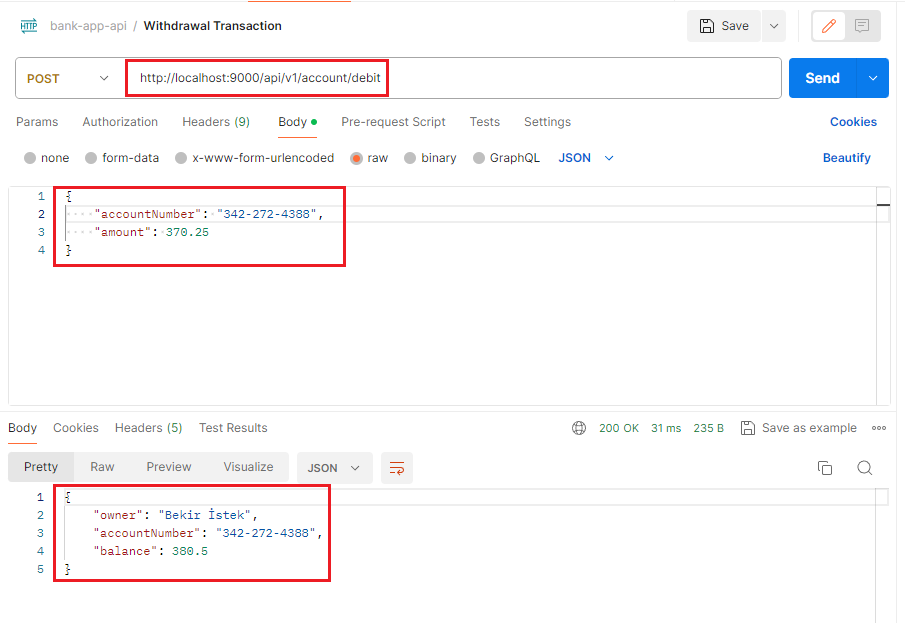 HTTP bank-app-api / Withdrawal Transaction Save
POST http://localhost:9000/api/v1/account/debit Send
Params Authorization Headers (9) Body Pre-request Script Tests Settings Cookies
none form-data x-www-form-urlencoded raw binary GraphQL JSON Beautify
1 {
2 ····"accountNumber":·"342-272-4388",
3 ····"amount":·370.25
4 }
Body Cookies Headers (5) Test Results 200 OK 31 ms 235 B Save as example
Pretty Raw Preview Visualize JSON
1 {
2 "owner": "Bekir İstek",
3 "accountNumber": "342-272-4388",
4 "balance": 380.5
5 }